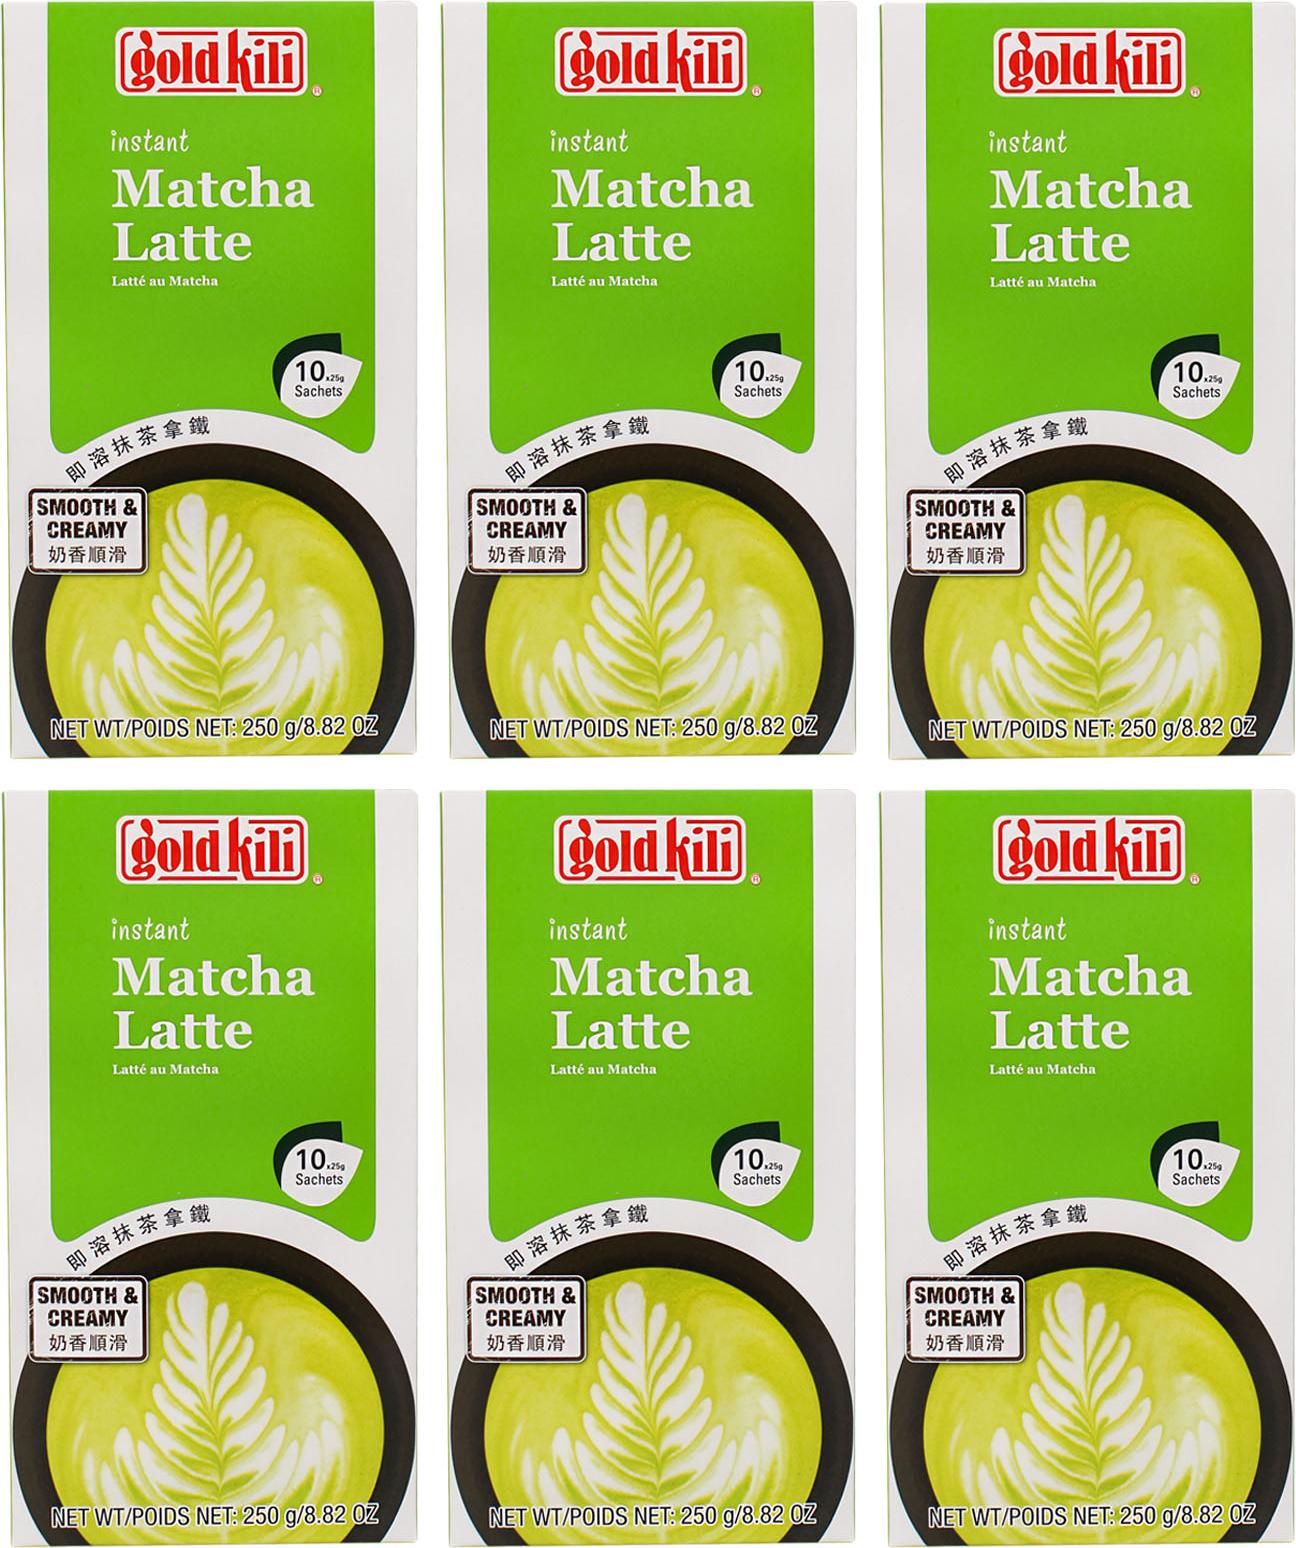 gold kili
®
instant
Matcha
Latte
Latté au Matcha
10 x25g
Sachets
即溶抹茶拿鐵
SMOOTH &
CREAMY
奶香順滑
NET WT/POIDS NET: 250 g/8.82 OZ
gold kili
®
instant
Matcha
Latte
Latté au Matcha
10 x25g
Sachets
即溶抹茶拿鐵
SMOOTH &
CREAMY
奶香順滑
NET WT/POIDS NET: 250 g/8.82 OZ
gold kili
®
instant
Matcha
Latte
Latté au Matcha
10 x25g
Sachets
即溶抹茶拿鐵
SMOOTH &
CREAMY
奶香順滑
NET WT/POIDS NET: 250 g/8.82 OZ
gold kili
®
instant
Matcha
Latte
Latté au Matcha
10 x25g
Sachets
即溶抹茶拿鐵
SMOOTH &
CREAMY
奶香順滑
NET WT/POIDS NET: 250 g/8.82 OZ
gold kili
®
instant
Matcha
Latte
Latté au Matcha
10 x25g
Sachets
即溶抹茶拿鐵
SMOOTH &
CREAMY
奶香順滑
NET WT/POIDS NET: 250 g/8.82 OZ
gold kili
®
instant
Matcha
Latte
Latté au Matcha
10 x25g
Sachets
即溶抹茶拿鐵
SMOOTH &
CREAMY
奶香順滑
NET WT/POIDS NET: 250 g/8.82 OZ